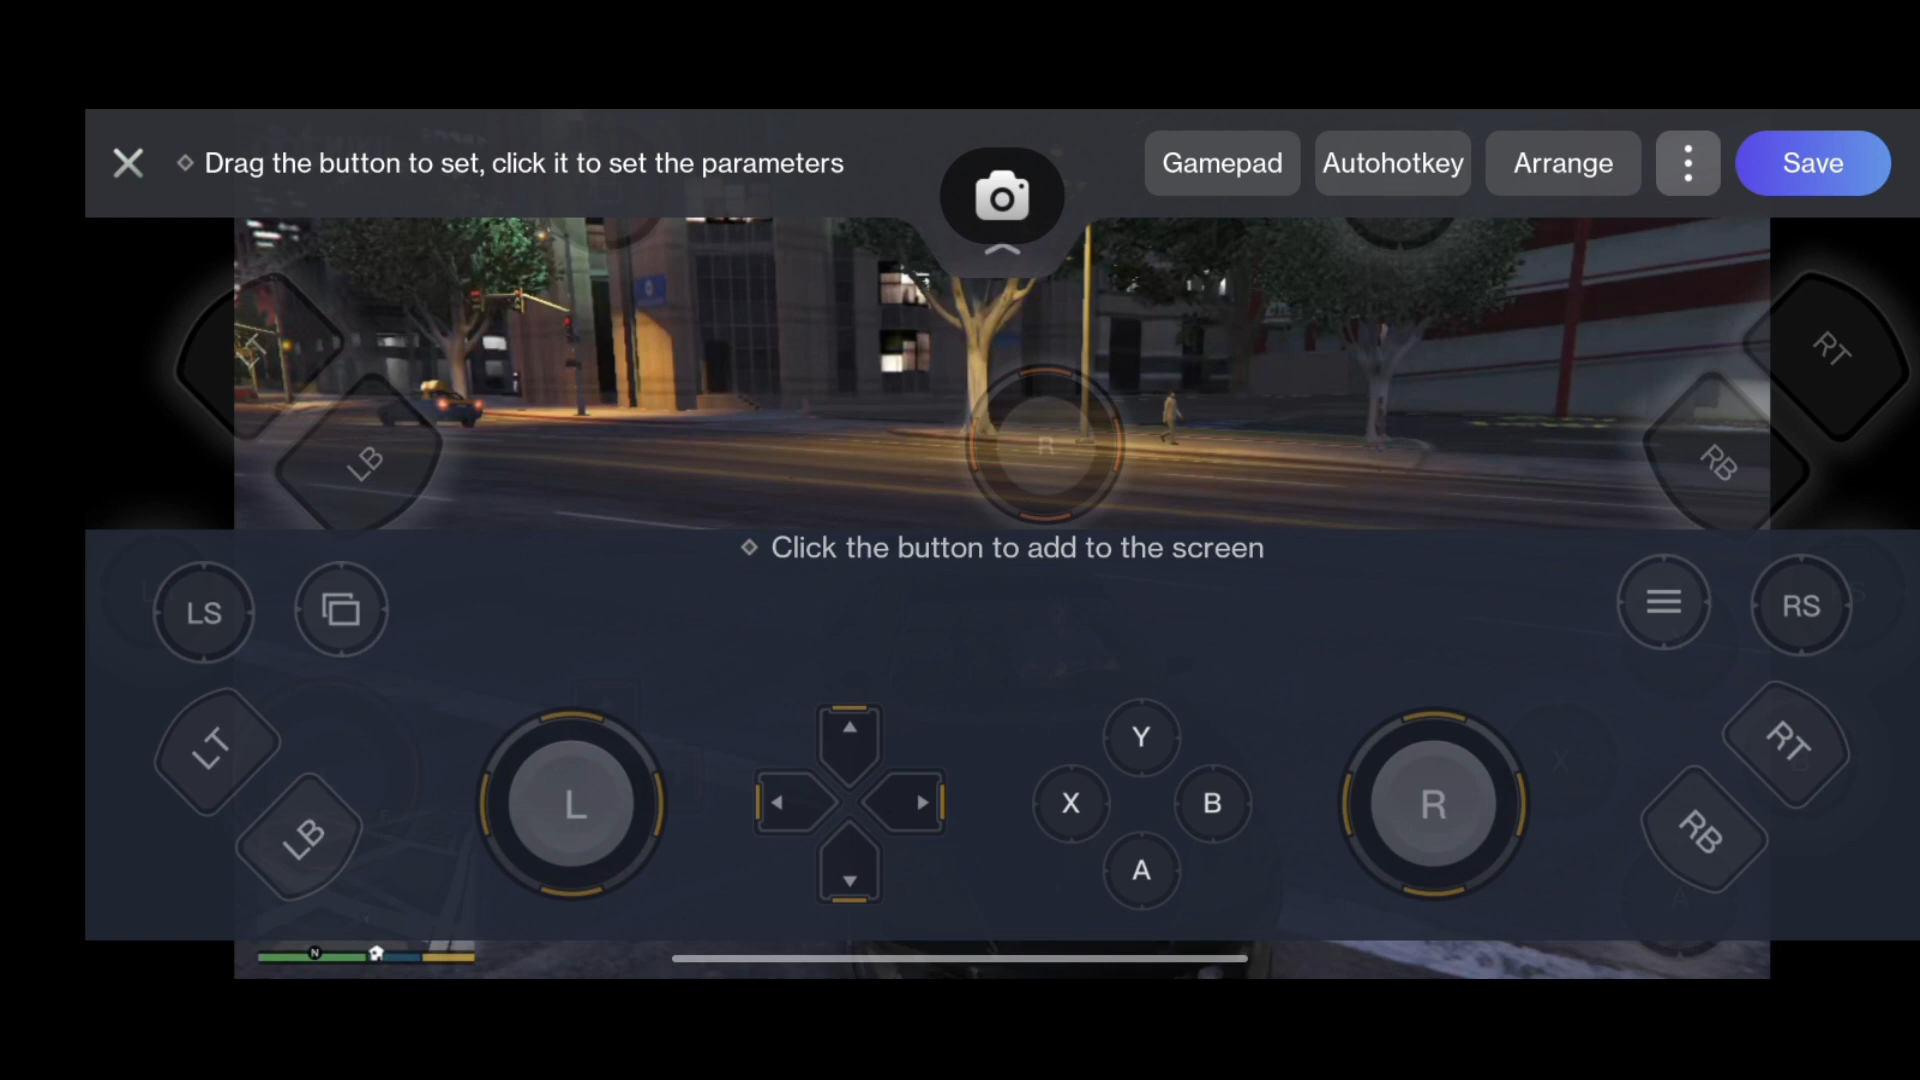 Drag the button to set, click it to set the parameters
Gamepad
Autohotkey
Arrange
Save
LT
RT
LB
R
RB
Click the button to add to the screen
LS
RS
LT
LB
L
Y
X
B
A
R
RT
RB
N